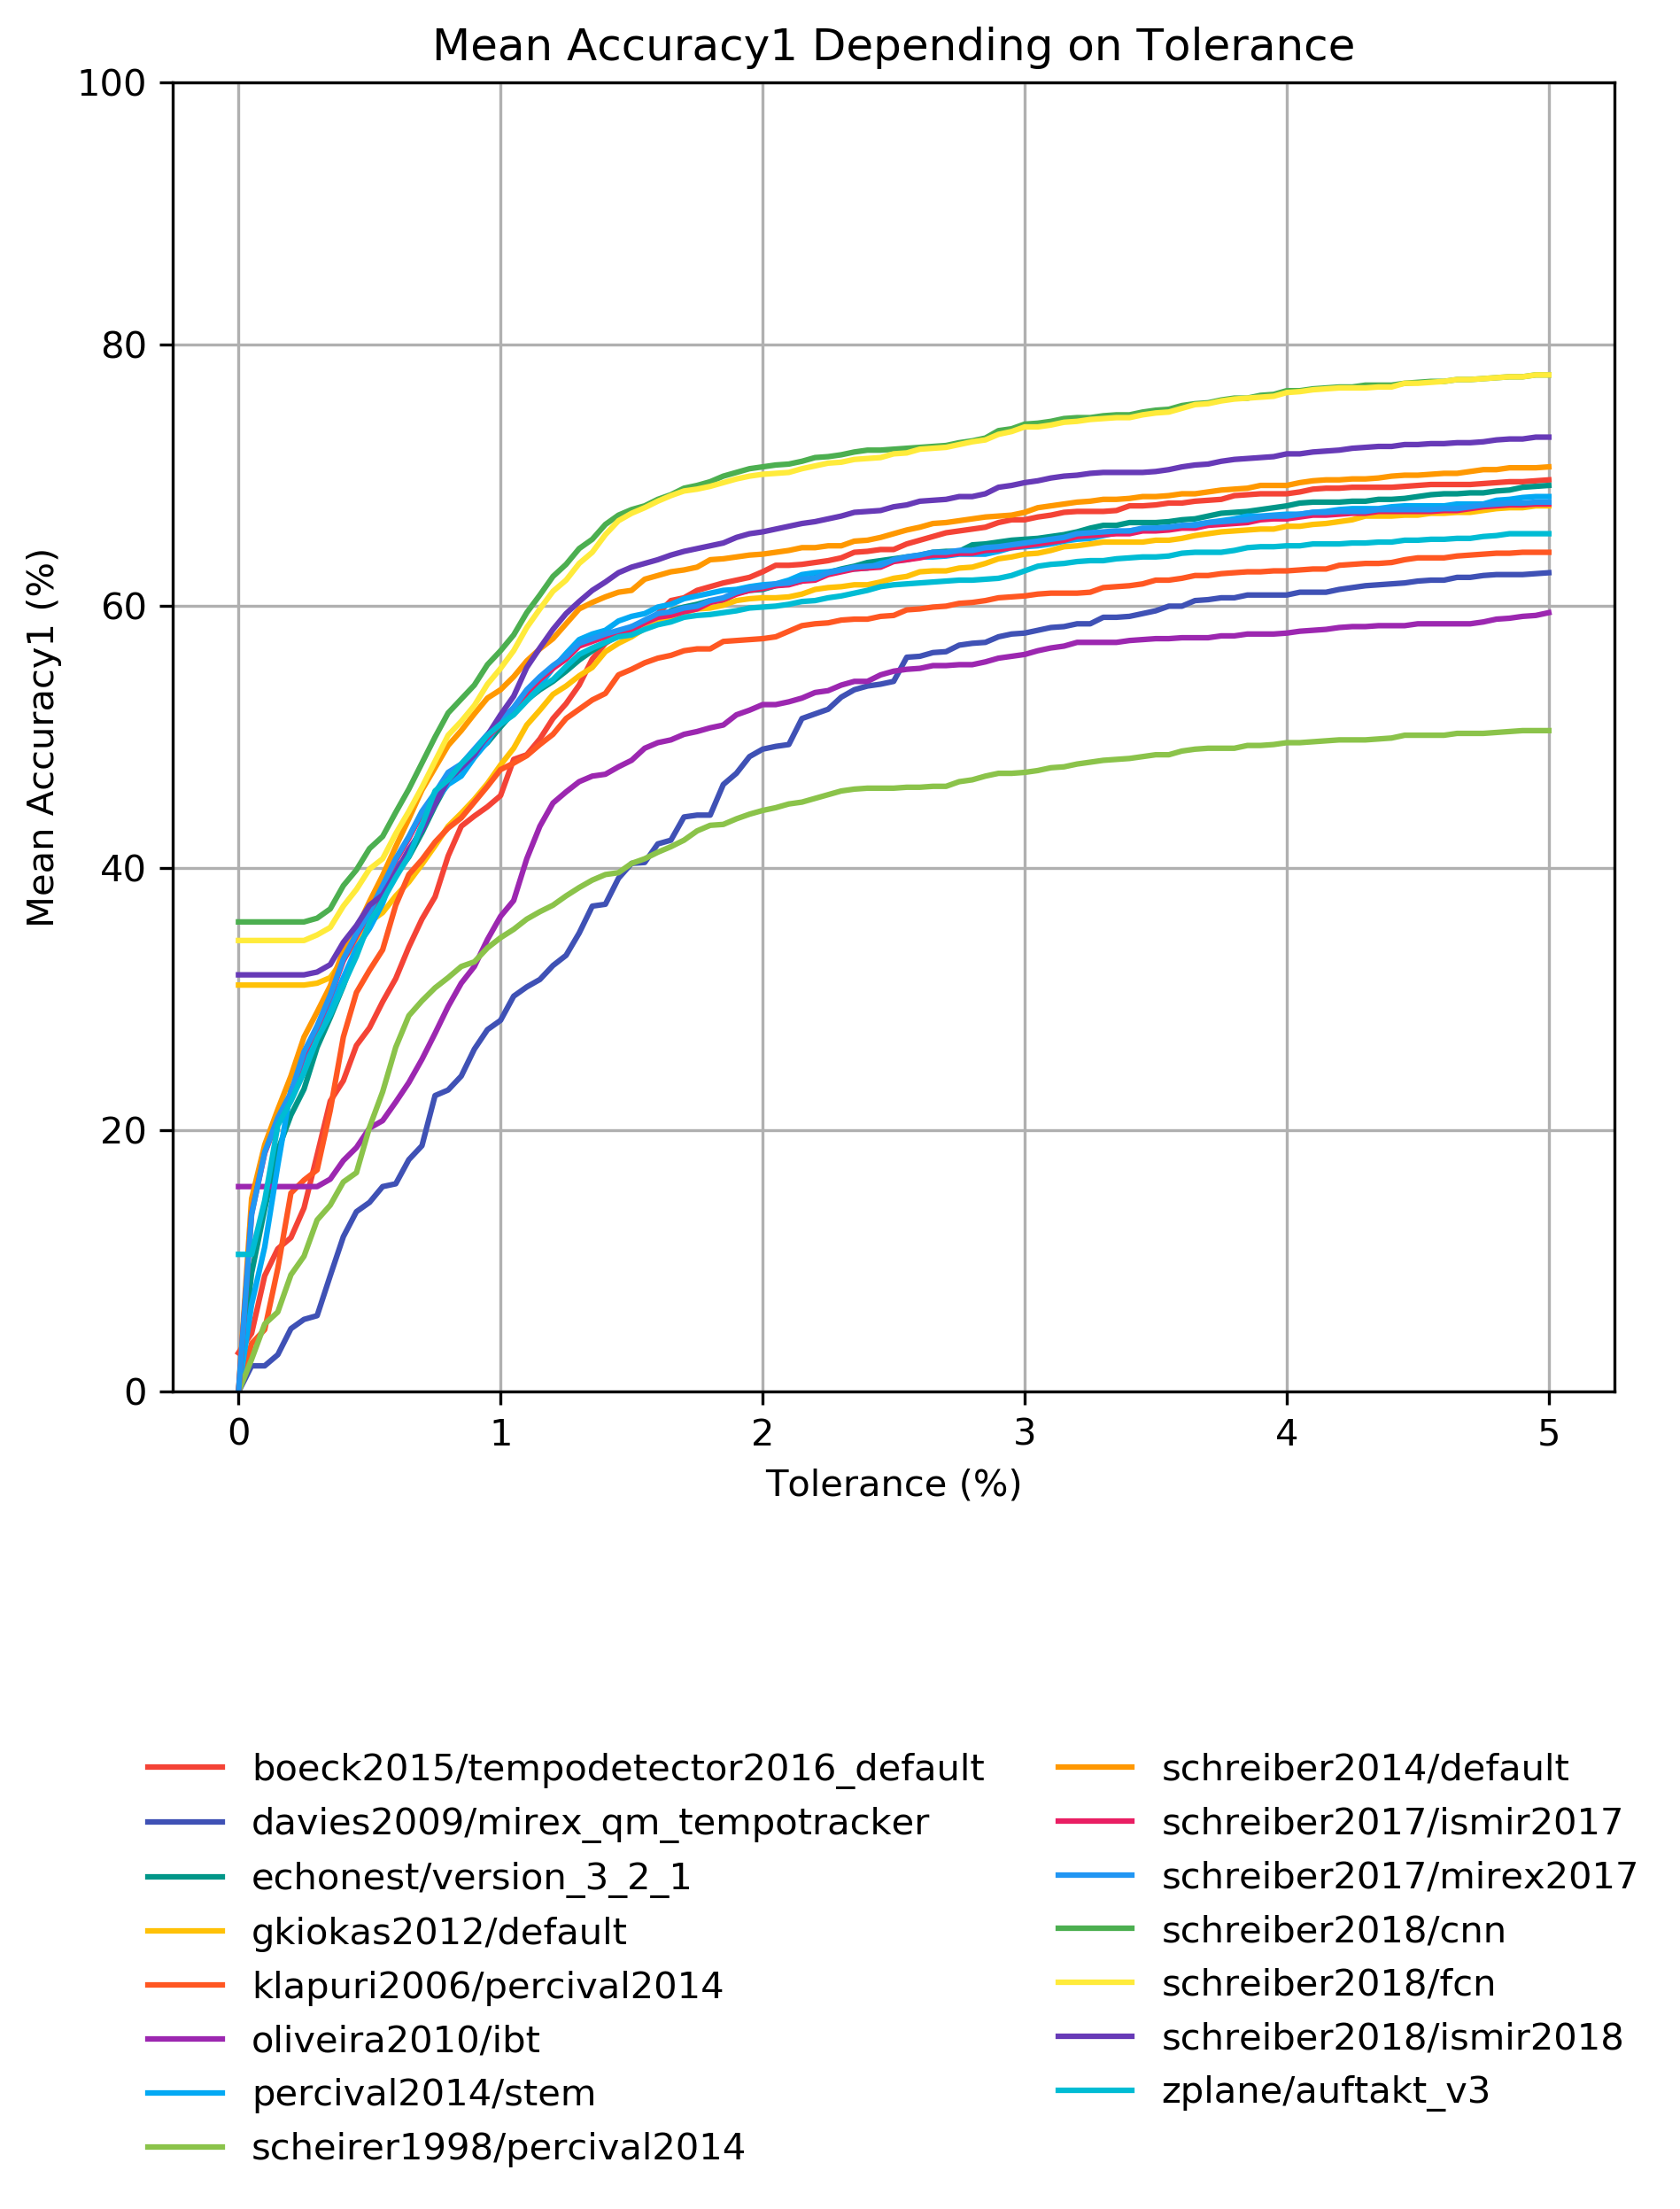 Mean Accuracy1 Depending on Tolerance
100
80
60
40
20
0
Mean Accuracy1 (%)
0 1 2 3 4 5
Tolerance (%)
boeck2015/tempodetector2016_default
davies2009/mirex_qm_tempotracker
echonest/version_3_2_1
gkiokas2012/default
klapuri2006/percival2014
oliveira2010/ibt
percival2014/stem
scheirer1998/percival2014
schreiber2014/default
schreiber2017/ismir2017
schreiber2017/mirex2017
schreiber2018/cnn
schreiber2018/fcn
schreiber2018/ismir2018
zplane/auftakt_v3